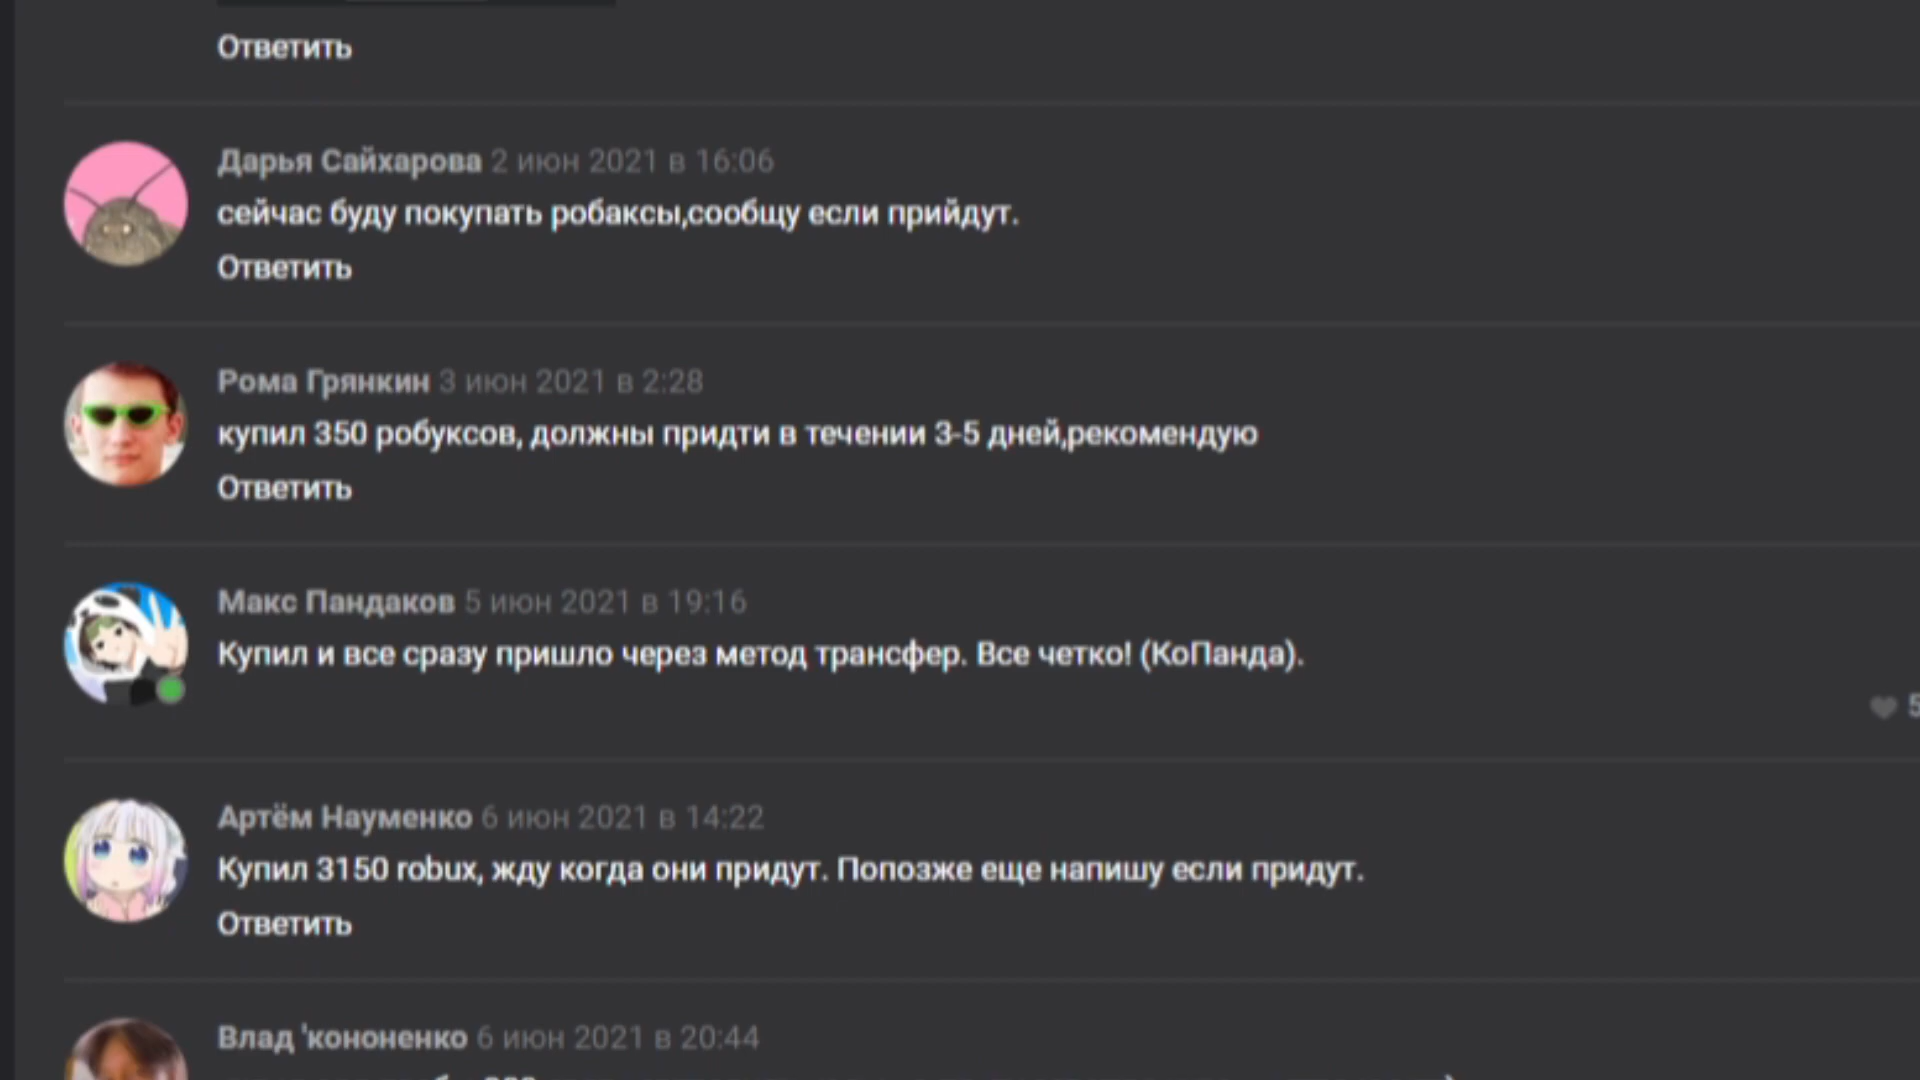 Ответить
Дарья Сайхарова 2 июн 2021 в 16:06
сейчас буду покупать робаксы,сообщу если прийдут.
Ответить
Рома Грянкин 3 июн 2021 в 2:28
купил 350 робуксов, должны придти в течении 3-5 дней,рекомендую
Ответить
Макс Пандаков 5 июн 2021 в 19:16
Купил и все сразу пришло через метод трансфер. Все четко! (КоПанда).
5
Артём Науменко 6 июн 2021 в 14:22
Купил 3150 robux, жду когда они придут. Попозже еще напишу если придут.
Ответить
Влад 'кононенко 6 июн 2021 в 20:44